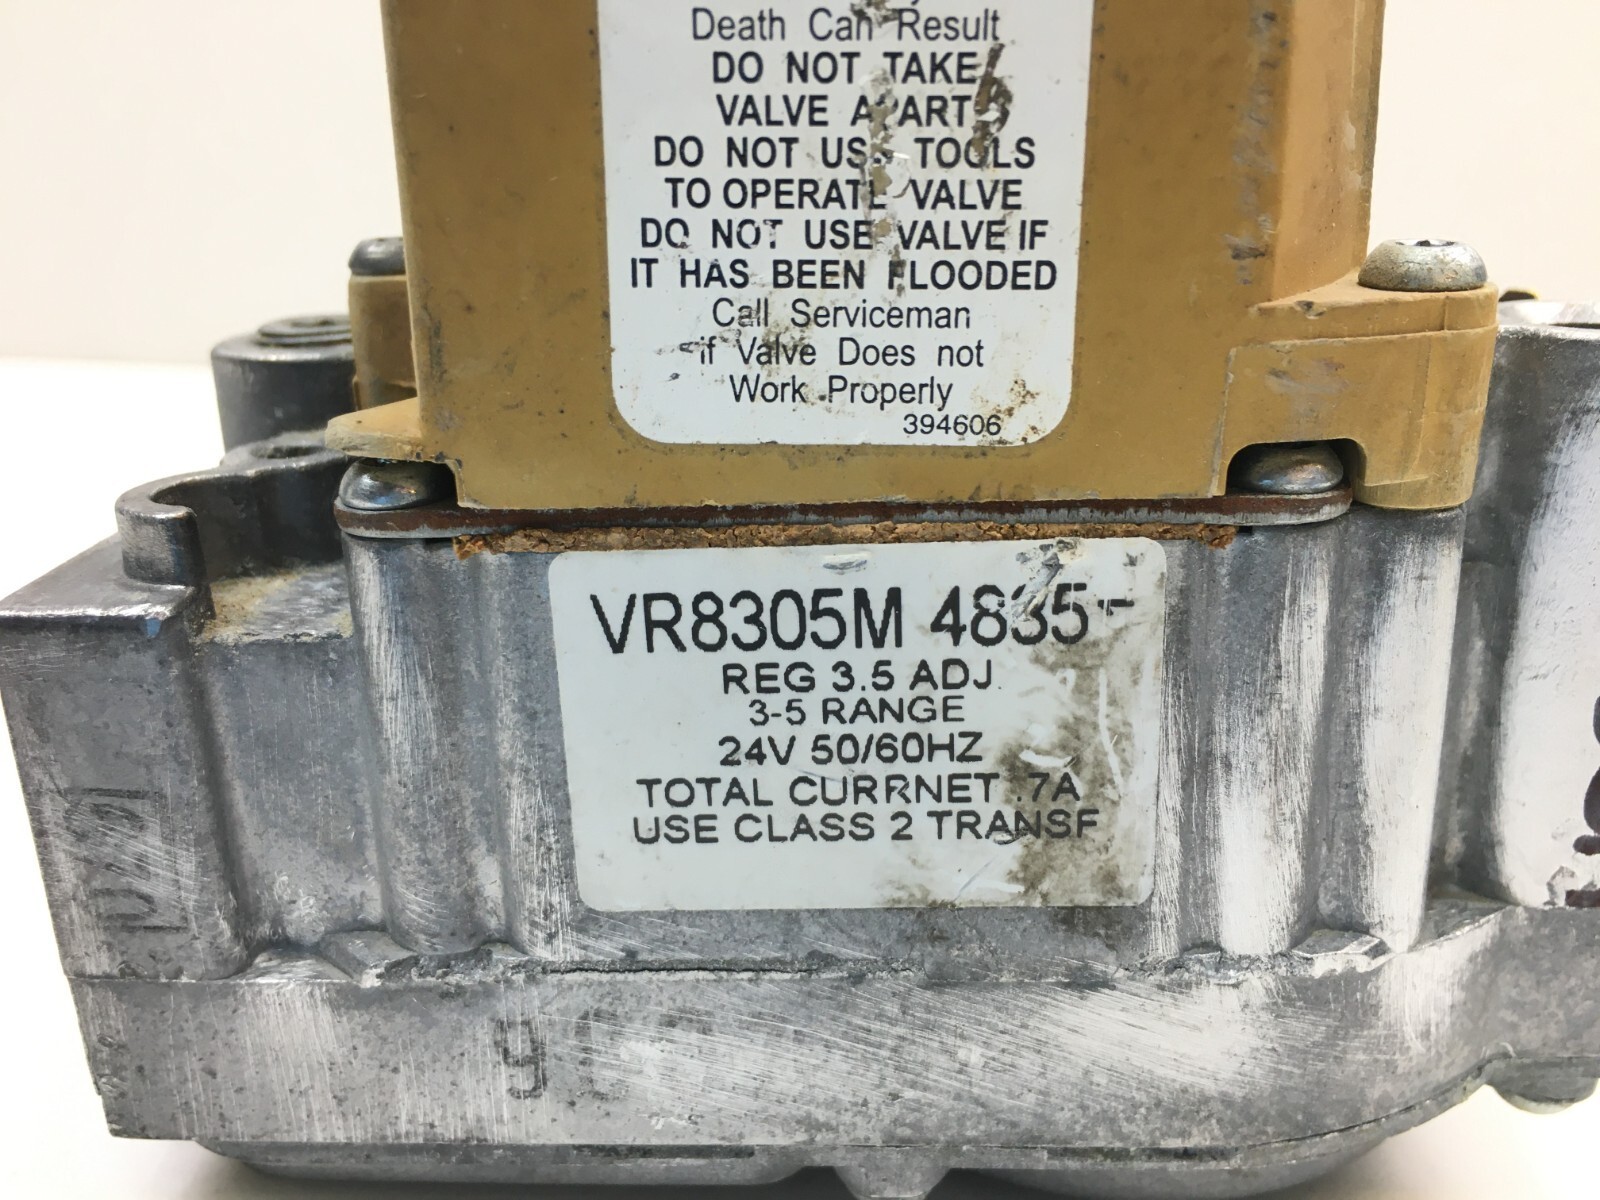 Death Can Result
DO NOT TAKE
VALVE APART
DO NOT USE TOOLS
TO OPERATE VALVE
DO NOT USE VALVE IF
IT HAS BEEN FLOODED
Call Serviceman
if Valve Does not
Work Properly
394606
VR8305M 4835
REG 3.5 ADJ.
3-5 RANGE
24V 50/60HZ
TOTAL CURRNET .7A
USE CLASS 2 TRANSF